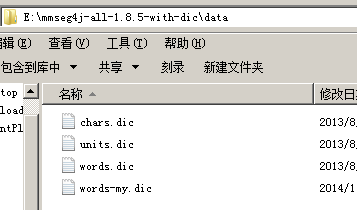 E:\mmseg4j-all-1.8.5-with-dic\data
编辑(E) 查看(V) 工具(T) 帮助(H)
包含到库中 共享 刻录 新建文件夹
名称 修改日
top
load
ntPl
chars.dic 2013/8
units.dic 2013/8
words.dic 2013/8
words-my.dic 2014/1